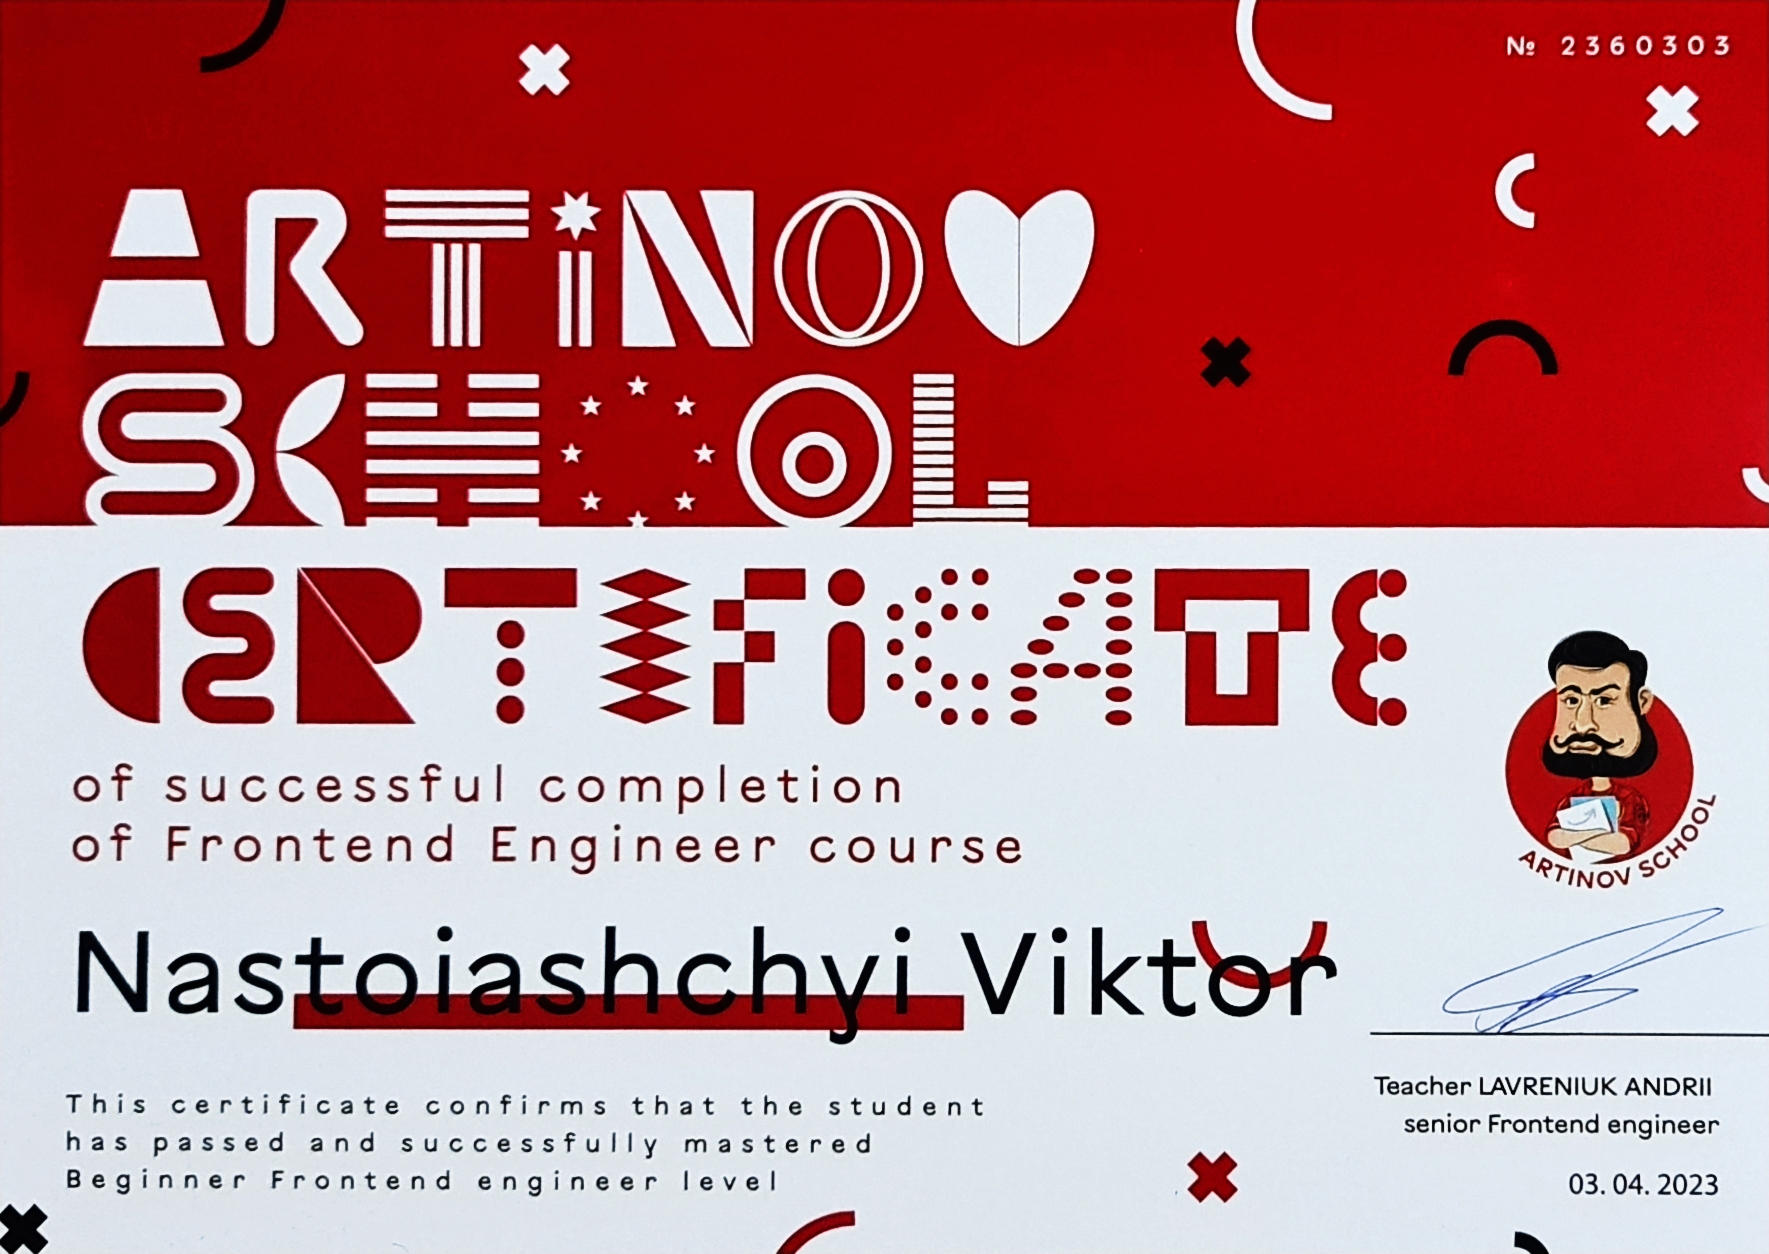 № 2360303
ARTiNOV
SCHOOL
CERTIFiCATE
of successful completion
of Frontend Engineer course
Nastoiashchyi Viktor
ARTINOV SCHOOL
This certificate confirms that the student
has passed and successfully mastered
Beginner Frontend engineer level
Teacher LAVRENIUK ANDRII
senior Frontend engineer
03. 04. 2023